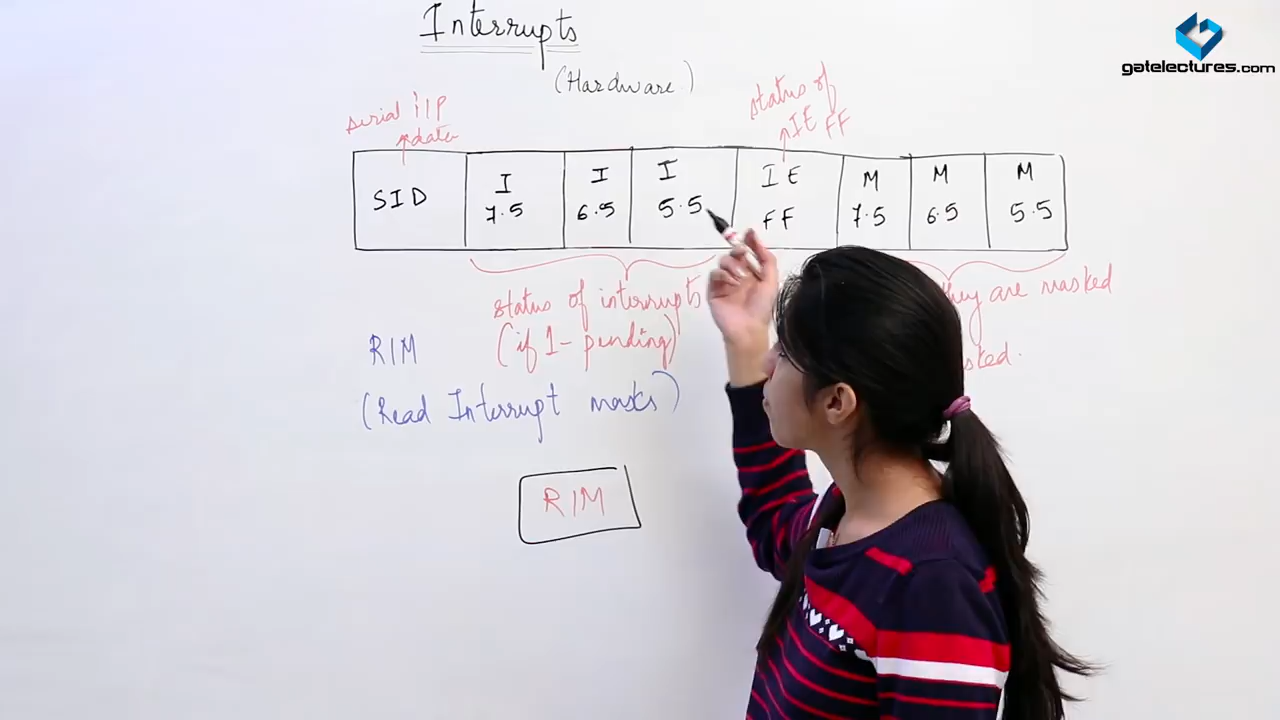 Interrupts
(Hardware)
gatelectures.com
serial i/p
data
status of
IE FF
SID
I
7.5
I
6.5
I
5.5
IE
FF
M
7.5
M
6.5
M
5.5
status of interrupts
(if 1- pending)
they are masked
RIM
(Read Interrupt masks)
RIM